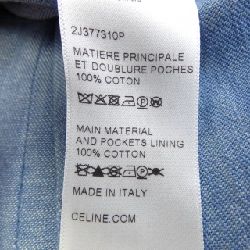 2J377310P
MATIERE PRINCIPALE
ET DOUBLURE POCHES
100% COTON
MAIN MATERIAL
AND POCKETS LINING
100% COTTON
MADE IN ITALY
CELINE.COM